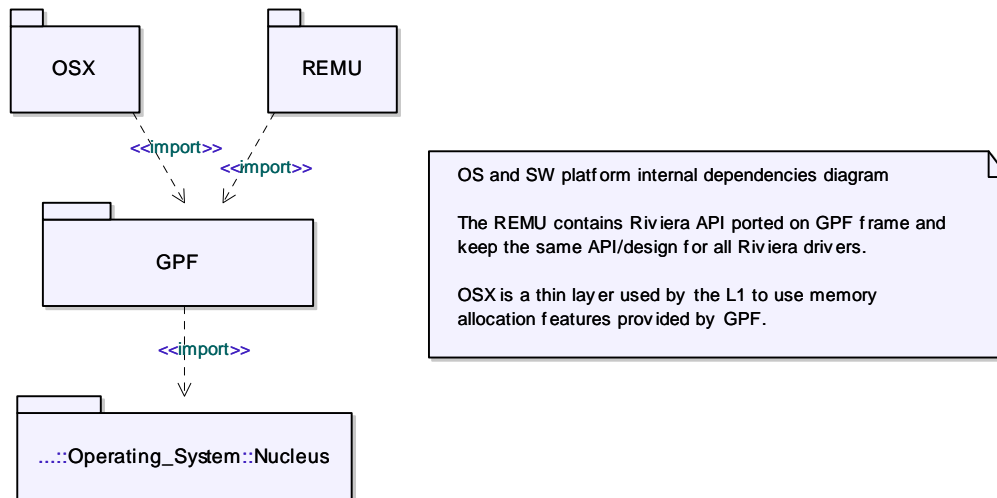 OSX
REMU
<<import>>
<<import>>
GPF
<<import>>
...::Operating_System::Nucleus
OS and SW platform internal dependencies diagram
The REMU contains Riviera API ported on GPF frame and
keep the same API/design for all Riviera drivers.
OSX is a thin layer used by the L1 to use memory
allocation features provided by GPF.